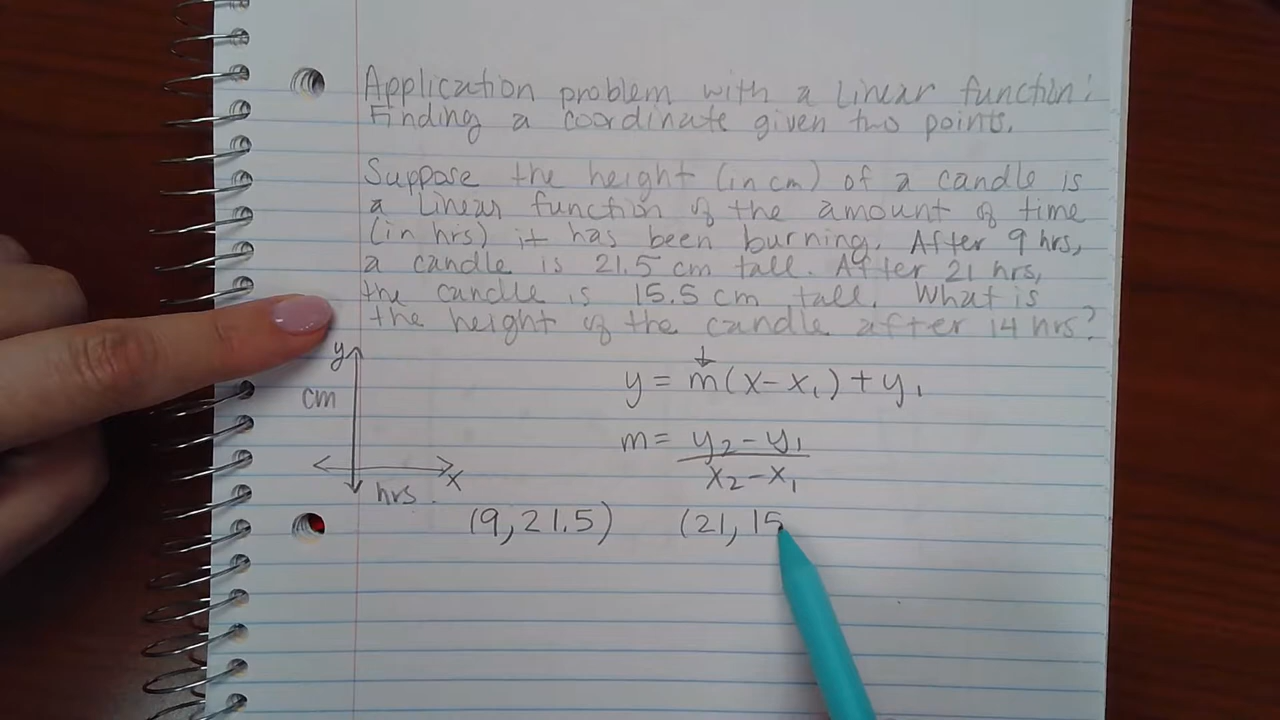 Application problem with a linear function:
Finding a coordinate given two points.
Suppose the height (in cm) of a candle is
a linear function of the amount of time
(in hrs) it has been burning. After 9 hrs,
a candle is 21.5 cm tall. After 21 hrs,
the candle is 15.5 cm tall. What is
the height of the candle after 14 hrs?
y
cm
hrs.
x
y = m(x-x₁) + y₁
m = y₂-y₁
x₂-x₁
(9, 21.5) (21, 15